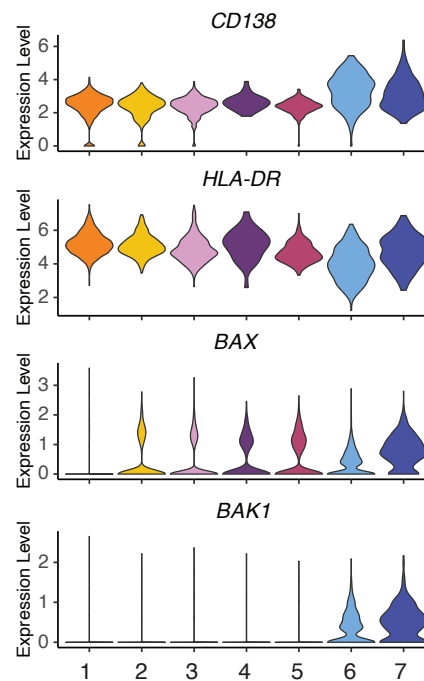 CD138
Expression Level
6
4
2
0
HLA-DR
Expression Level
6
4
2
BAX
Expression Level
3
2
1
0
BAK1
Expression Level
2
1
0
1 2 3 4 5 6 7